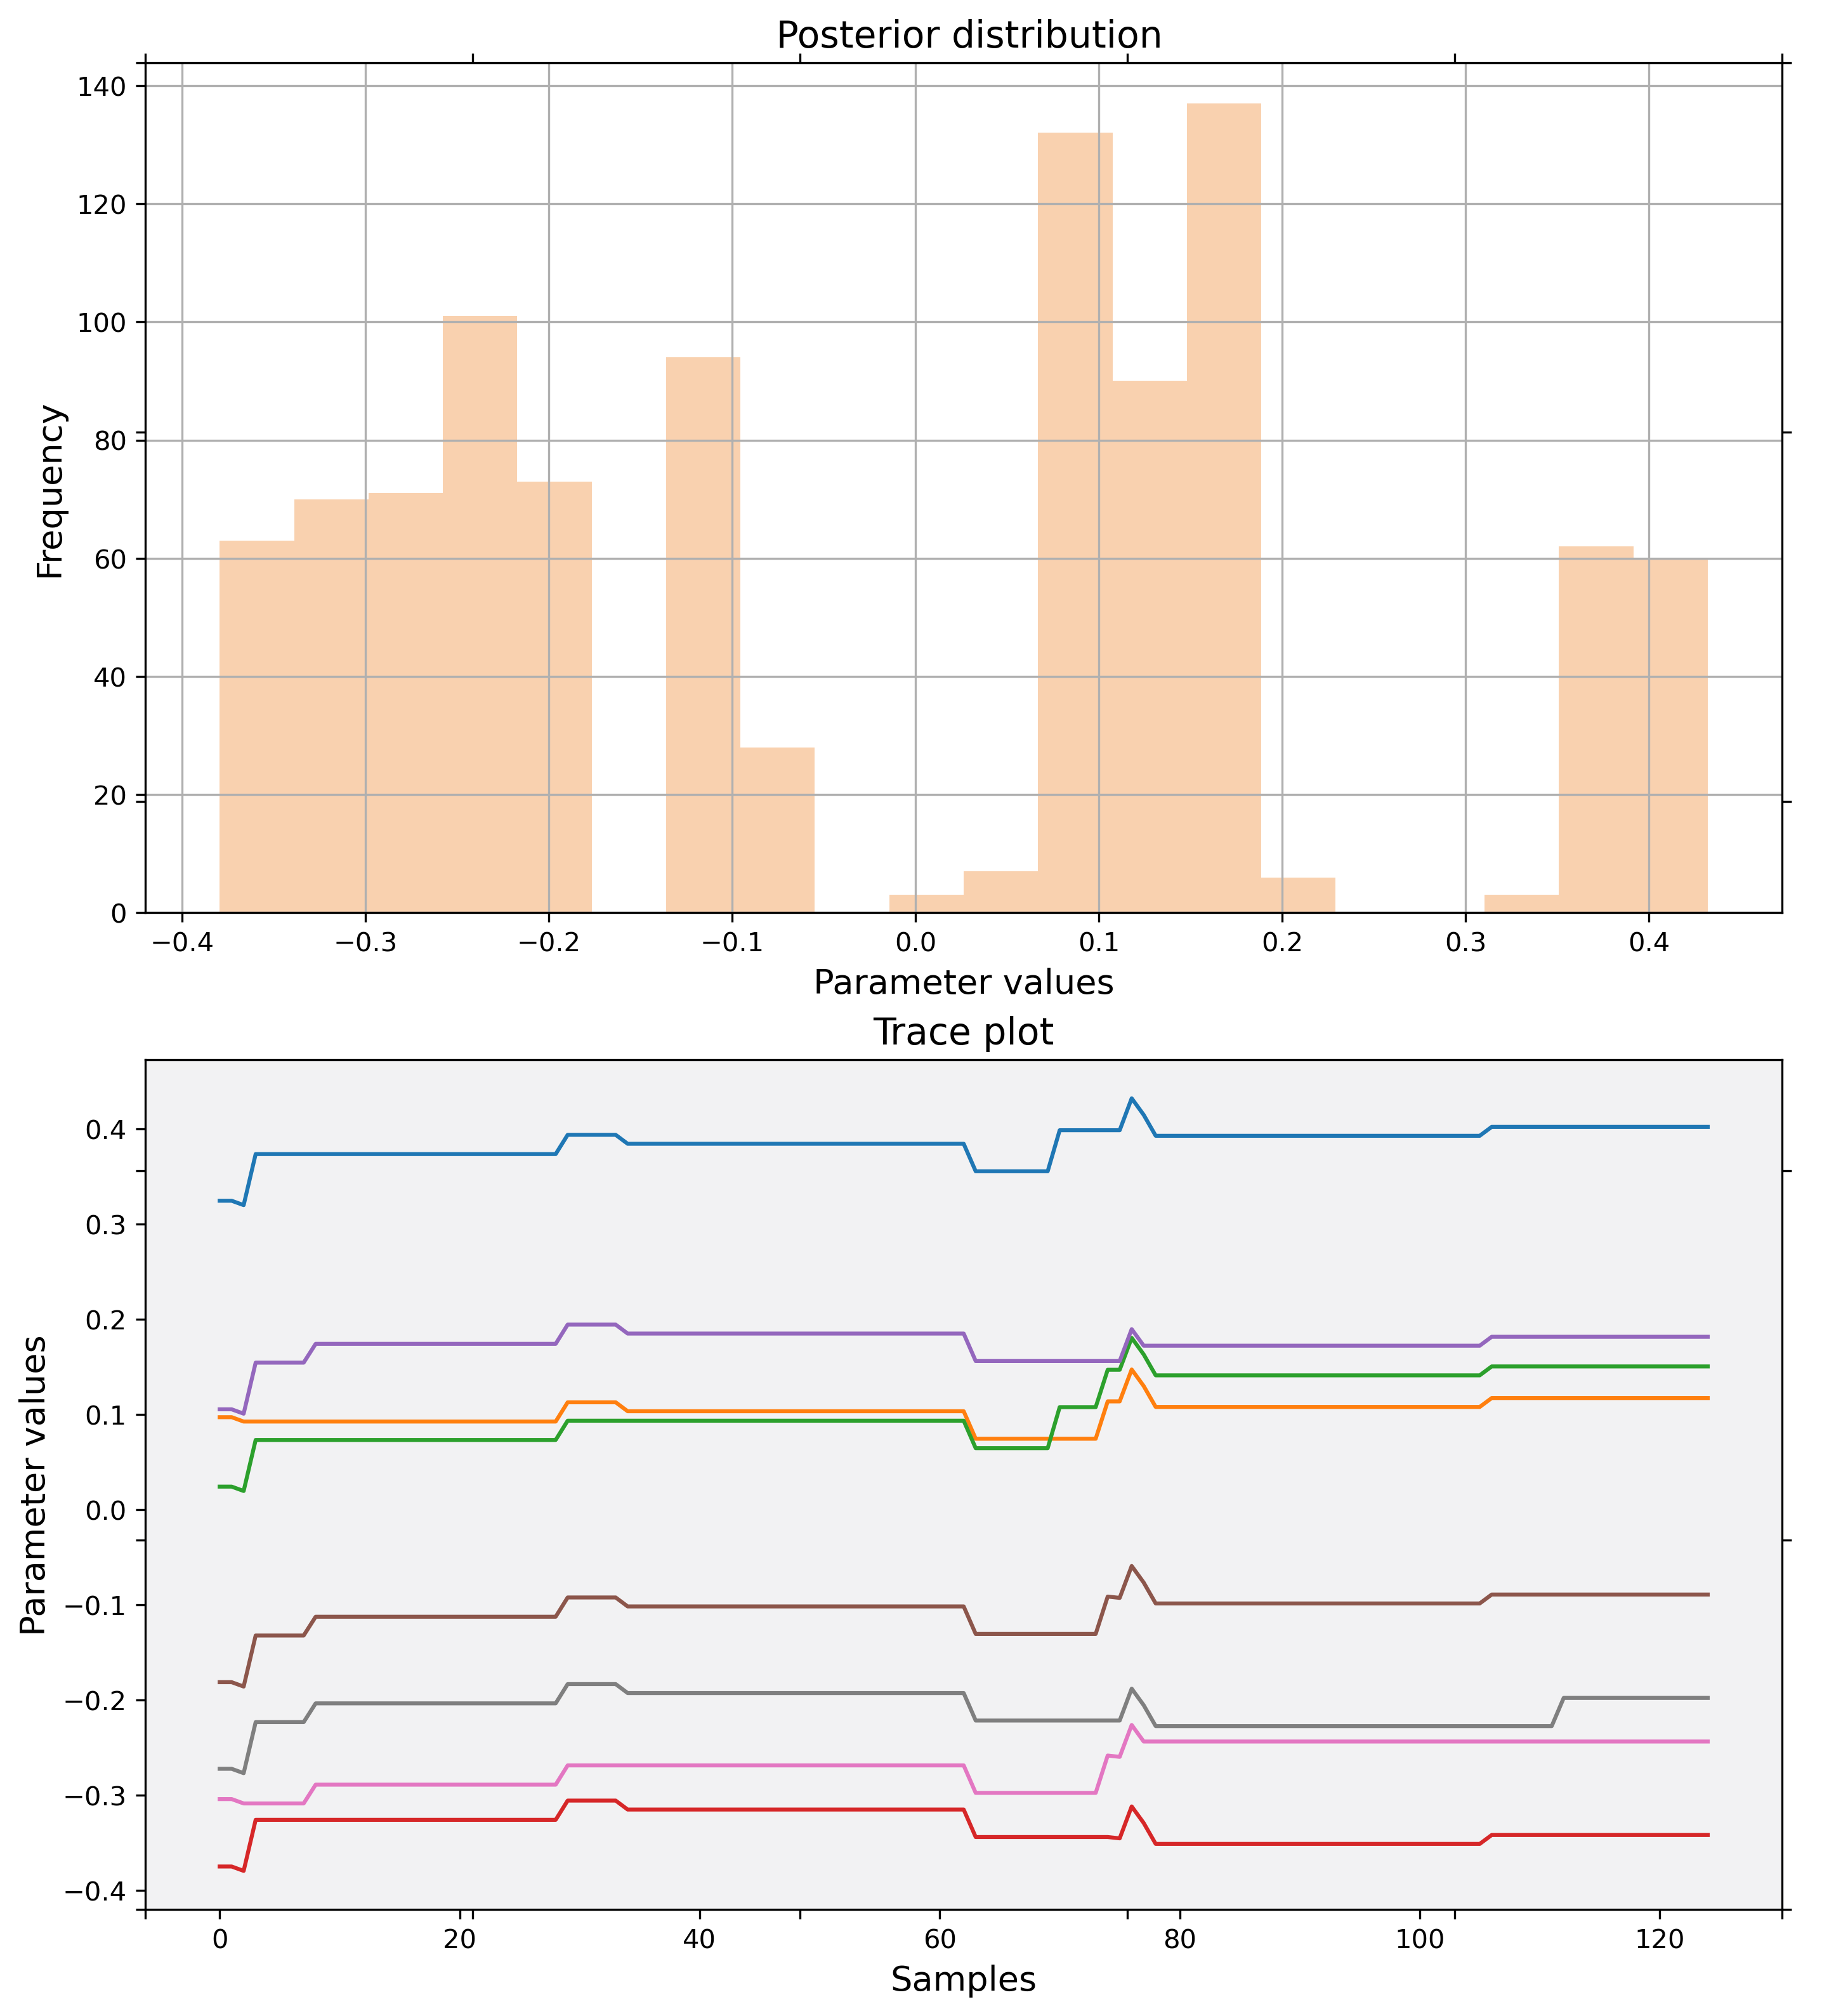 Posterior distribution
140
120
100
80
60
40
20
0
Frequency
−0.4 −0.3 −0.2 −0.1 0.0 0.1 0.2 0.3 0.4
Parameter values
Trace plot
0.4
0.3
0.2
0.1
0.0
−0.1
−0.2
−0.3
−0.4
Parameter values
0 20 40 60 80 100 120
Samples